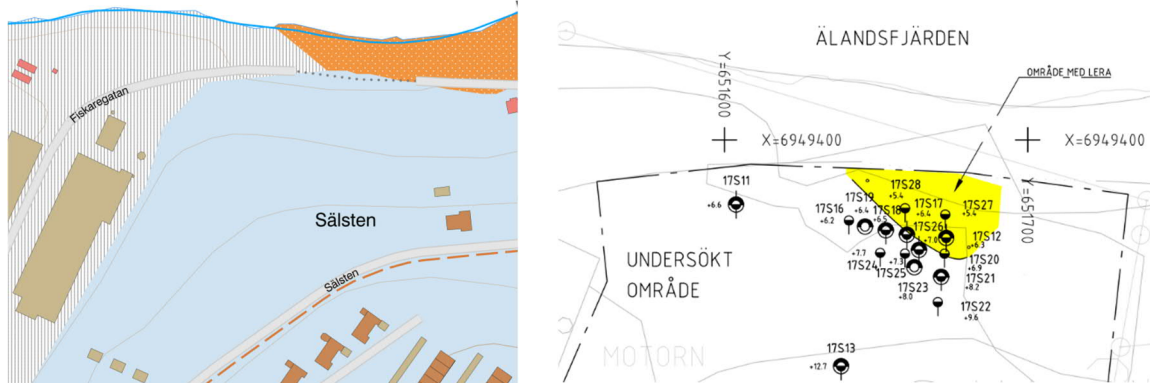 Fiskaregatan
Sälsten
Sälsten
ÄLANDSFJÄRDEN
OMRÅDE MED LERA
Y=651600
X=6949400
X=6949400
Y=651700
17S11
+6.6
17S28
+5.4
17S19
+6.4
17S16
+6.2
17S18
+6.5
17S17
+6.4
17S27
+5.4
17S26
+7.0
17S12
+6.3
17S24
+7.7
17S25
+7.3
17S20
+6.9
17S21
+8.2
17S23
+8.0
17S22
+9.6
UNDERSÖKT
OMRÅDE
MOTORN
17S13
+12.7